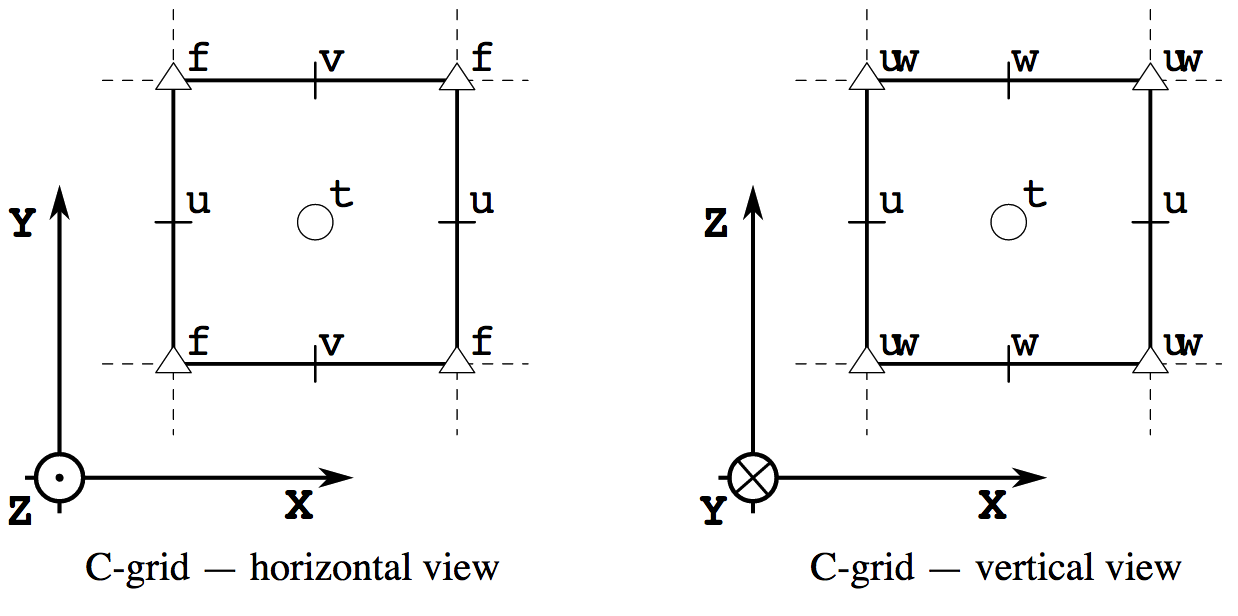 f v f
u t u
f v f
Y
Z X
C-grid — horizontal view
uw w uw
u t u
uw w uw
Z
Y X
C-grid — vertical view